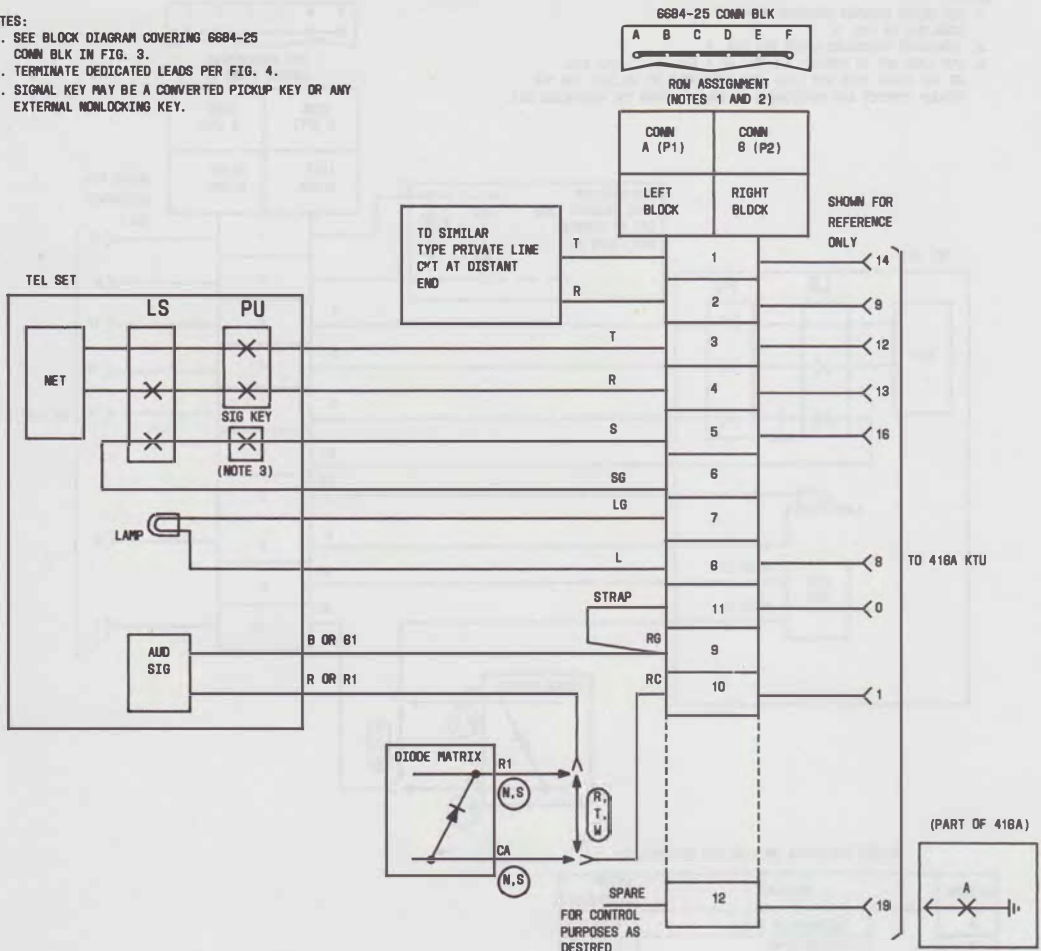 TES:
. SEE BLOCK DIAGRAM COVERING 6684-25
CONN BLK IN FIG. 3.
. TERMINATE DEDICATED LEADS PER FIG. 4.
. SIGNAL KEY MAY BE A CONVERTED PICKUP KEY OR ANY
EXTERNAL NONLOCKING KEY.
6684-25 CONN BLK
A B C D E F
ROW ASSIGNMENT
(NOTES 1 AND 2)
CONN
A (P1)
CONN
B (P2)
LEFT
BLOCK
RIGHT
BLOCK
SHOWN FOR
REFERENCE
ONLY
TO SIMILAR
TYPE PRIVATE LINE
CKT AT DISTANT
END
T
1
14
R
2
9
TEL SET
LS
PU
NET
T
3
12
R
4
13
SIG KEY
S
5
16
(NOTE 3)
SG
6
LG
7
LAMP
L
8
8
TO 418A KTU
STRAP
11
0
AUD
SIG
B OR B1
RG
9
R OR R1
RC
10
1
DIODE MATRIX
R1
N,S
R,
T,
W
CA
N,S
(PART OF 418A)
A
SPARE
12
19
FOR CONTROL
PURPOSES AS
DESIRED